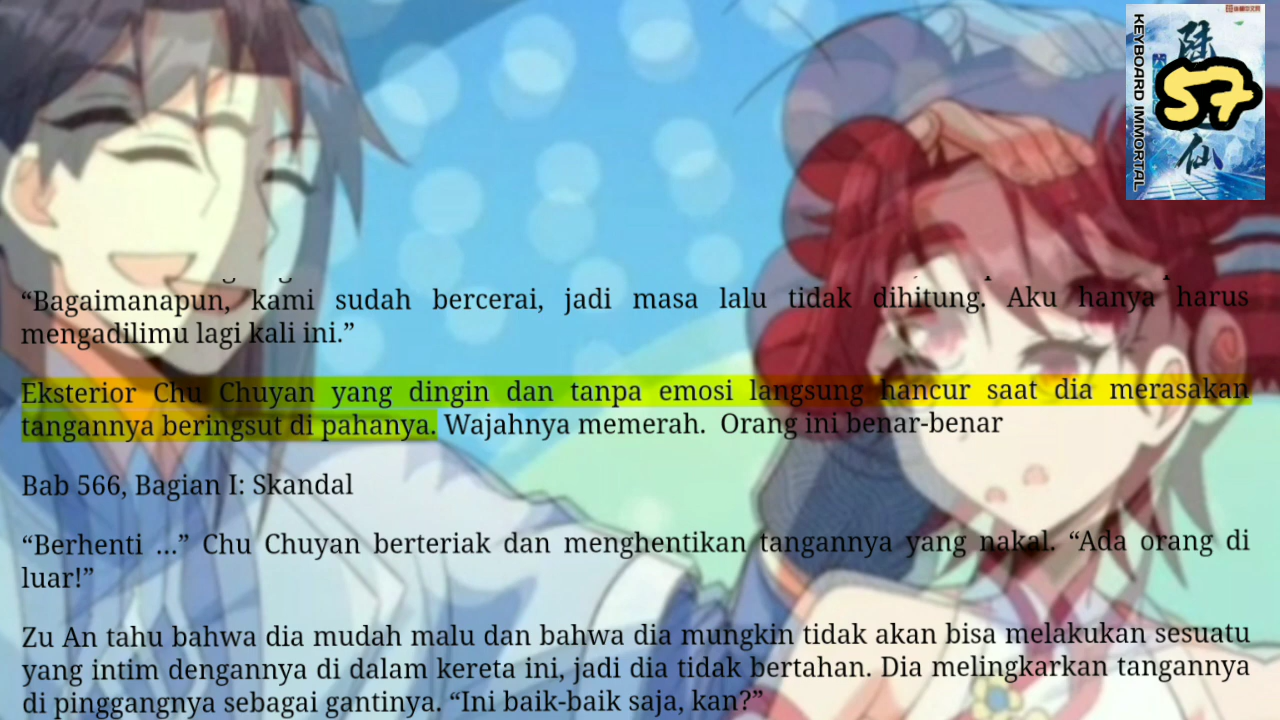 KEYBOARD IMMORTAL
陆
仙
57
“Bagaimanapun, kami sudah bercerai, jadi masa lalu tidak dihitung. Aku hanya harus
mengadilimu lagi kali ini.”
Eksterior Chu Chuyan yang dingin dan tanpa emosi langsung hancur saat dia merasakan
tangannya beringsut di pahanya. Wajahnya memerah. Orang ini benar-benar
Bab 566, Bagian I: Skandal
“Berhenti ...” Chu Chuyan berteriak dan menghentikan tangannya yang nakal. “Ada orang di
luar!”
Zu An tahu bahwa dia mudah malu dan bahwa dia mungkin tidak akan bisa melakukan sesuatu
yang intim dengannya di dalam kereta ini, jadi dia tidak bertahan. Dia melingkarkan tangannya
di pinggangnya sebagai gantinya. “Ini baik-baik saja, kan?”